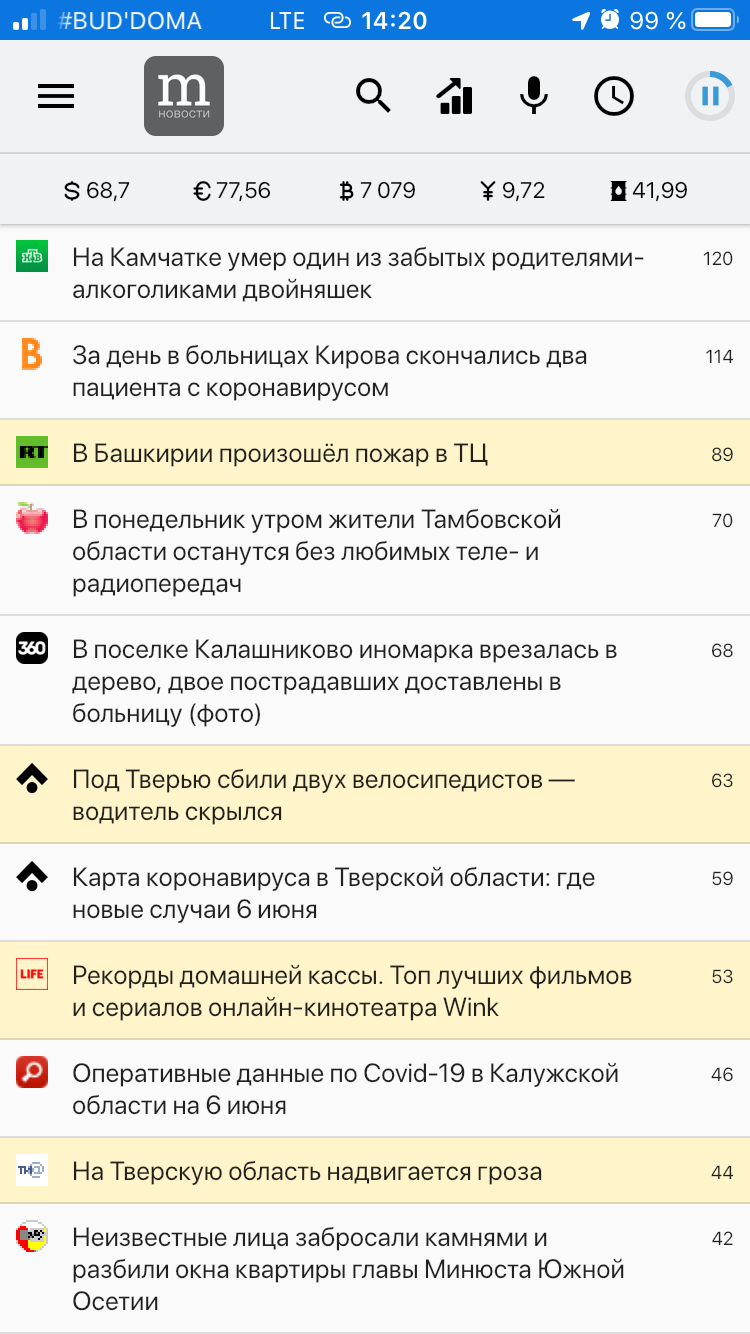 #BUD'DOMA LTE 14:20 99 %
m
НОВОСТИ
$ 68,7 € 77,56 ₿ 7 079 ¥ 9,72 41,99
НТВ На Камчатке умер один из забытых родителями- 120
алкоголиками двойняшек
В За день в больницах Кирова скончались два 114
пациента с коронавирусом
RT В Башкирии произошёл пожар в ТЦ 89
В понедельник утром жители Тамбовской 70
области останутся без любимых теле- и
радиопередач
360 В поселке Калашниково иномарка врезалась в 68
дерево, двое пострадавших доставлены в
больницу (фото)
Под Тверью сбили двух велосипедистов — 63
водитель скрылся
Карта коронавируса в Тверской области: где 59
новые случаи 6 июня
LIFE Рекорды домашней кассы. Топ лучших фильмов 53
и сериалов онлайн-кинотеатра Wink
Оперативные данные по Covid-19 в Калужской 46
области на 6 июня
На Тверскую область надвигается гроза 44
Неизвестные лица забросали камнями и 42
разбили окна квартиры главы Минюста Южной
Осетии